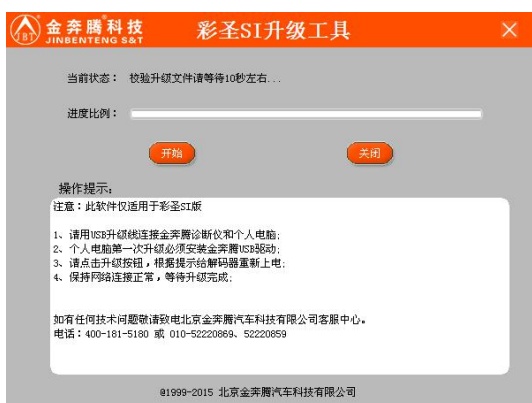 金奔腾科技
JBT
JINBENTENG S&T
彩圣SI升级工具
当前状态： 校验升级文件请等待10秒左右...
进度比例：
开始
关闭
操作提示：
注意：此软件仅适用于彩圣SI版
1、请用USB升级线连接金奔腾诊断仪和个人电脑；
2、个人电脑第一次升级必须安装金奔腾USB驱动；
3、请点击升级按钮，根据提示给解码器重新上电；
4、保持网络连接正常，等待升级完成；
如有任何技术问题敬请致电北京金奔腾汽车科技有限公司客服中心。
电话：400-181-5180 或 010-52220869、52220859
@1999-2015 北京金奔腾汽车科技有限公司